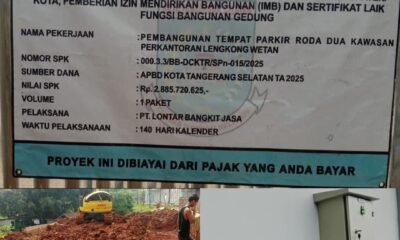 KOTA, PEMBERIAN IZIN MENDIRIKAN BANGUNAN (IMB) DAN SERTIFIKAT LAIK
FUNGSI BANGUNAN GEDUNG
NAMA PEKERJAAN : PEMBANGUNAN TEMPAT PARKIR RODA DUA KAWASAN PERKANTORAN LENGKONG WETAN
NOMOR SPK : 000.3.3/BB-DCKTR/SPn-015/2025
SUMBER DANA : APBD KOTA TANGERANG SELATAN TA 2025
NILAI SPK : Rp. 2.885.720.625,-
VOLUME : 1 PAKET
PELAKSANA : PT. LONTAR BANGKIT JASA
WAKTU PELAKSANAAN : 140 HARI KALENDER
PROYEK INI DIBIAYAI DARI PAJAK YANG ANDA BAYAR